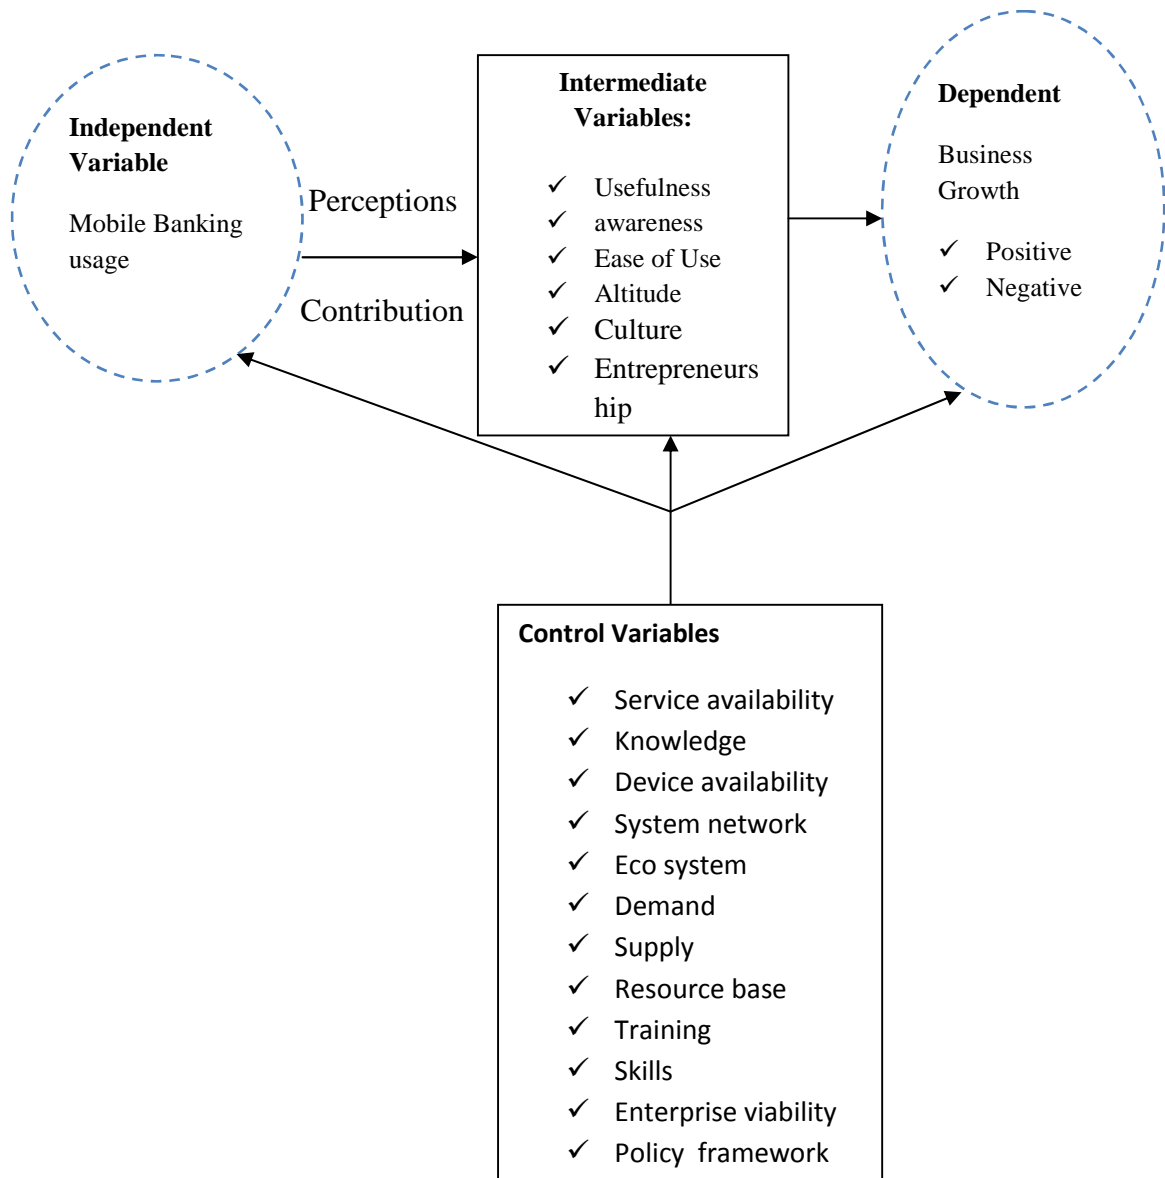 Independent
Variable
Mobile Banking
usage
Perceptions
Contribution
Intermediate
Variables:
✓ Usefulness
✓ awareness
✓ Ease of Use
✓ Altitude
✓ Culture
✓ Entrepreneurs
hip
Dependent
Business
Growth
✓ Positive
✓ Negative
Control Variables
✓ Service availability
✓ Knowledge
✓ Device availability
✓ System network
✓ Eco system
✓ Demand
✓ Supply
✓ Resource base
✓ Training
✓ Skills
✓ Enterprise viability
✓ Policy  framework